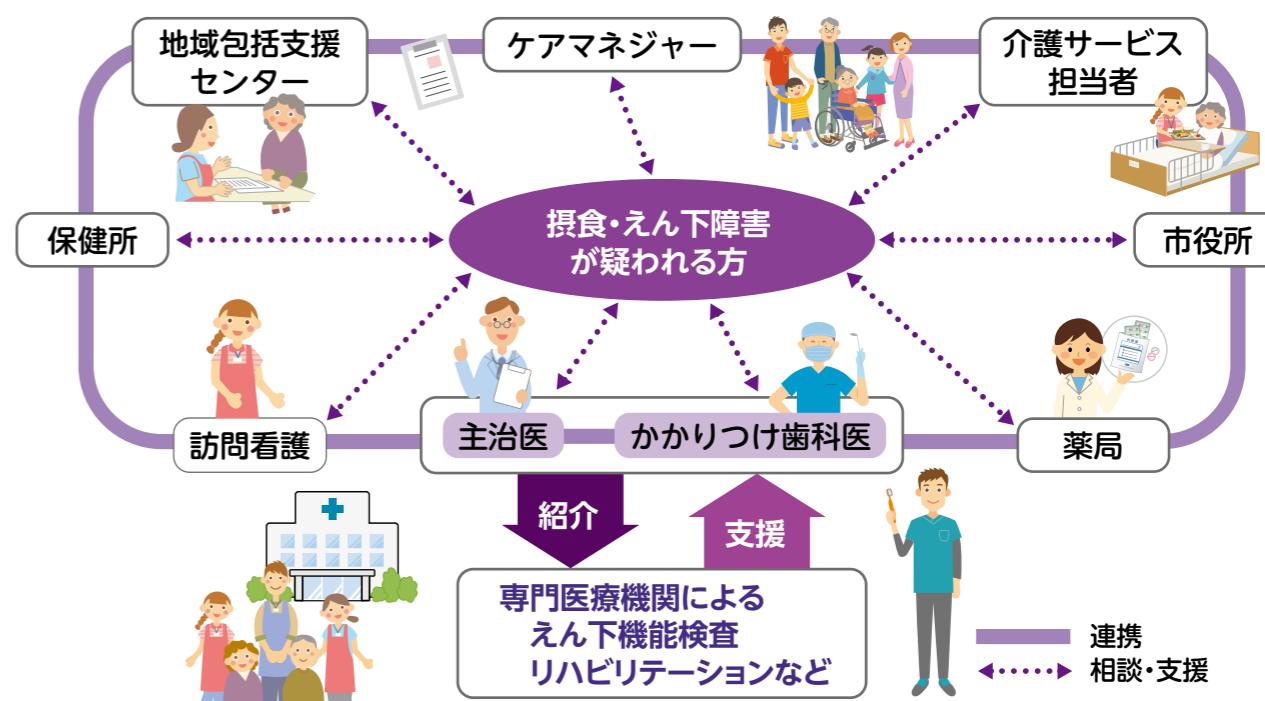 地域包括支援
センター
ケアマネジャー
介護サービス
担当者
摂食・えん下障害
が疑われる方
保健所
市役所
訪問看護
主治医
かかりつけ歯科医
薬局
紹介
支援
専門医療機関による
えん下機能検査
リハビリテーションなど
連携
相談・支援